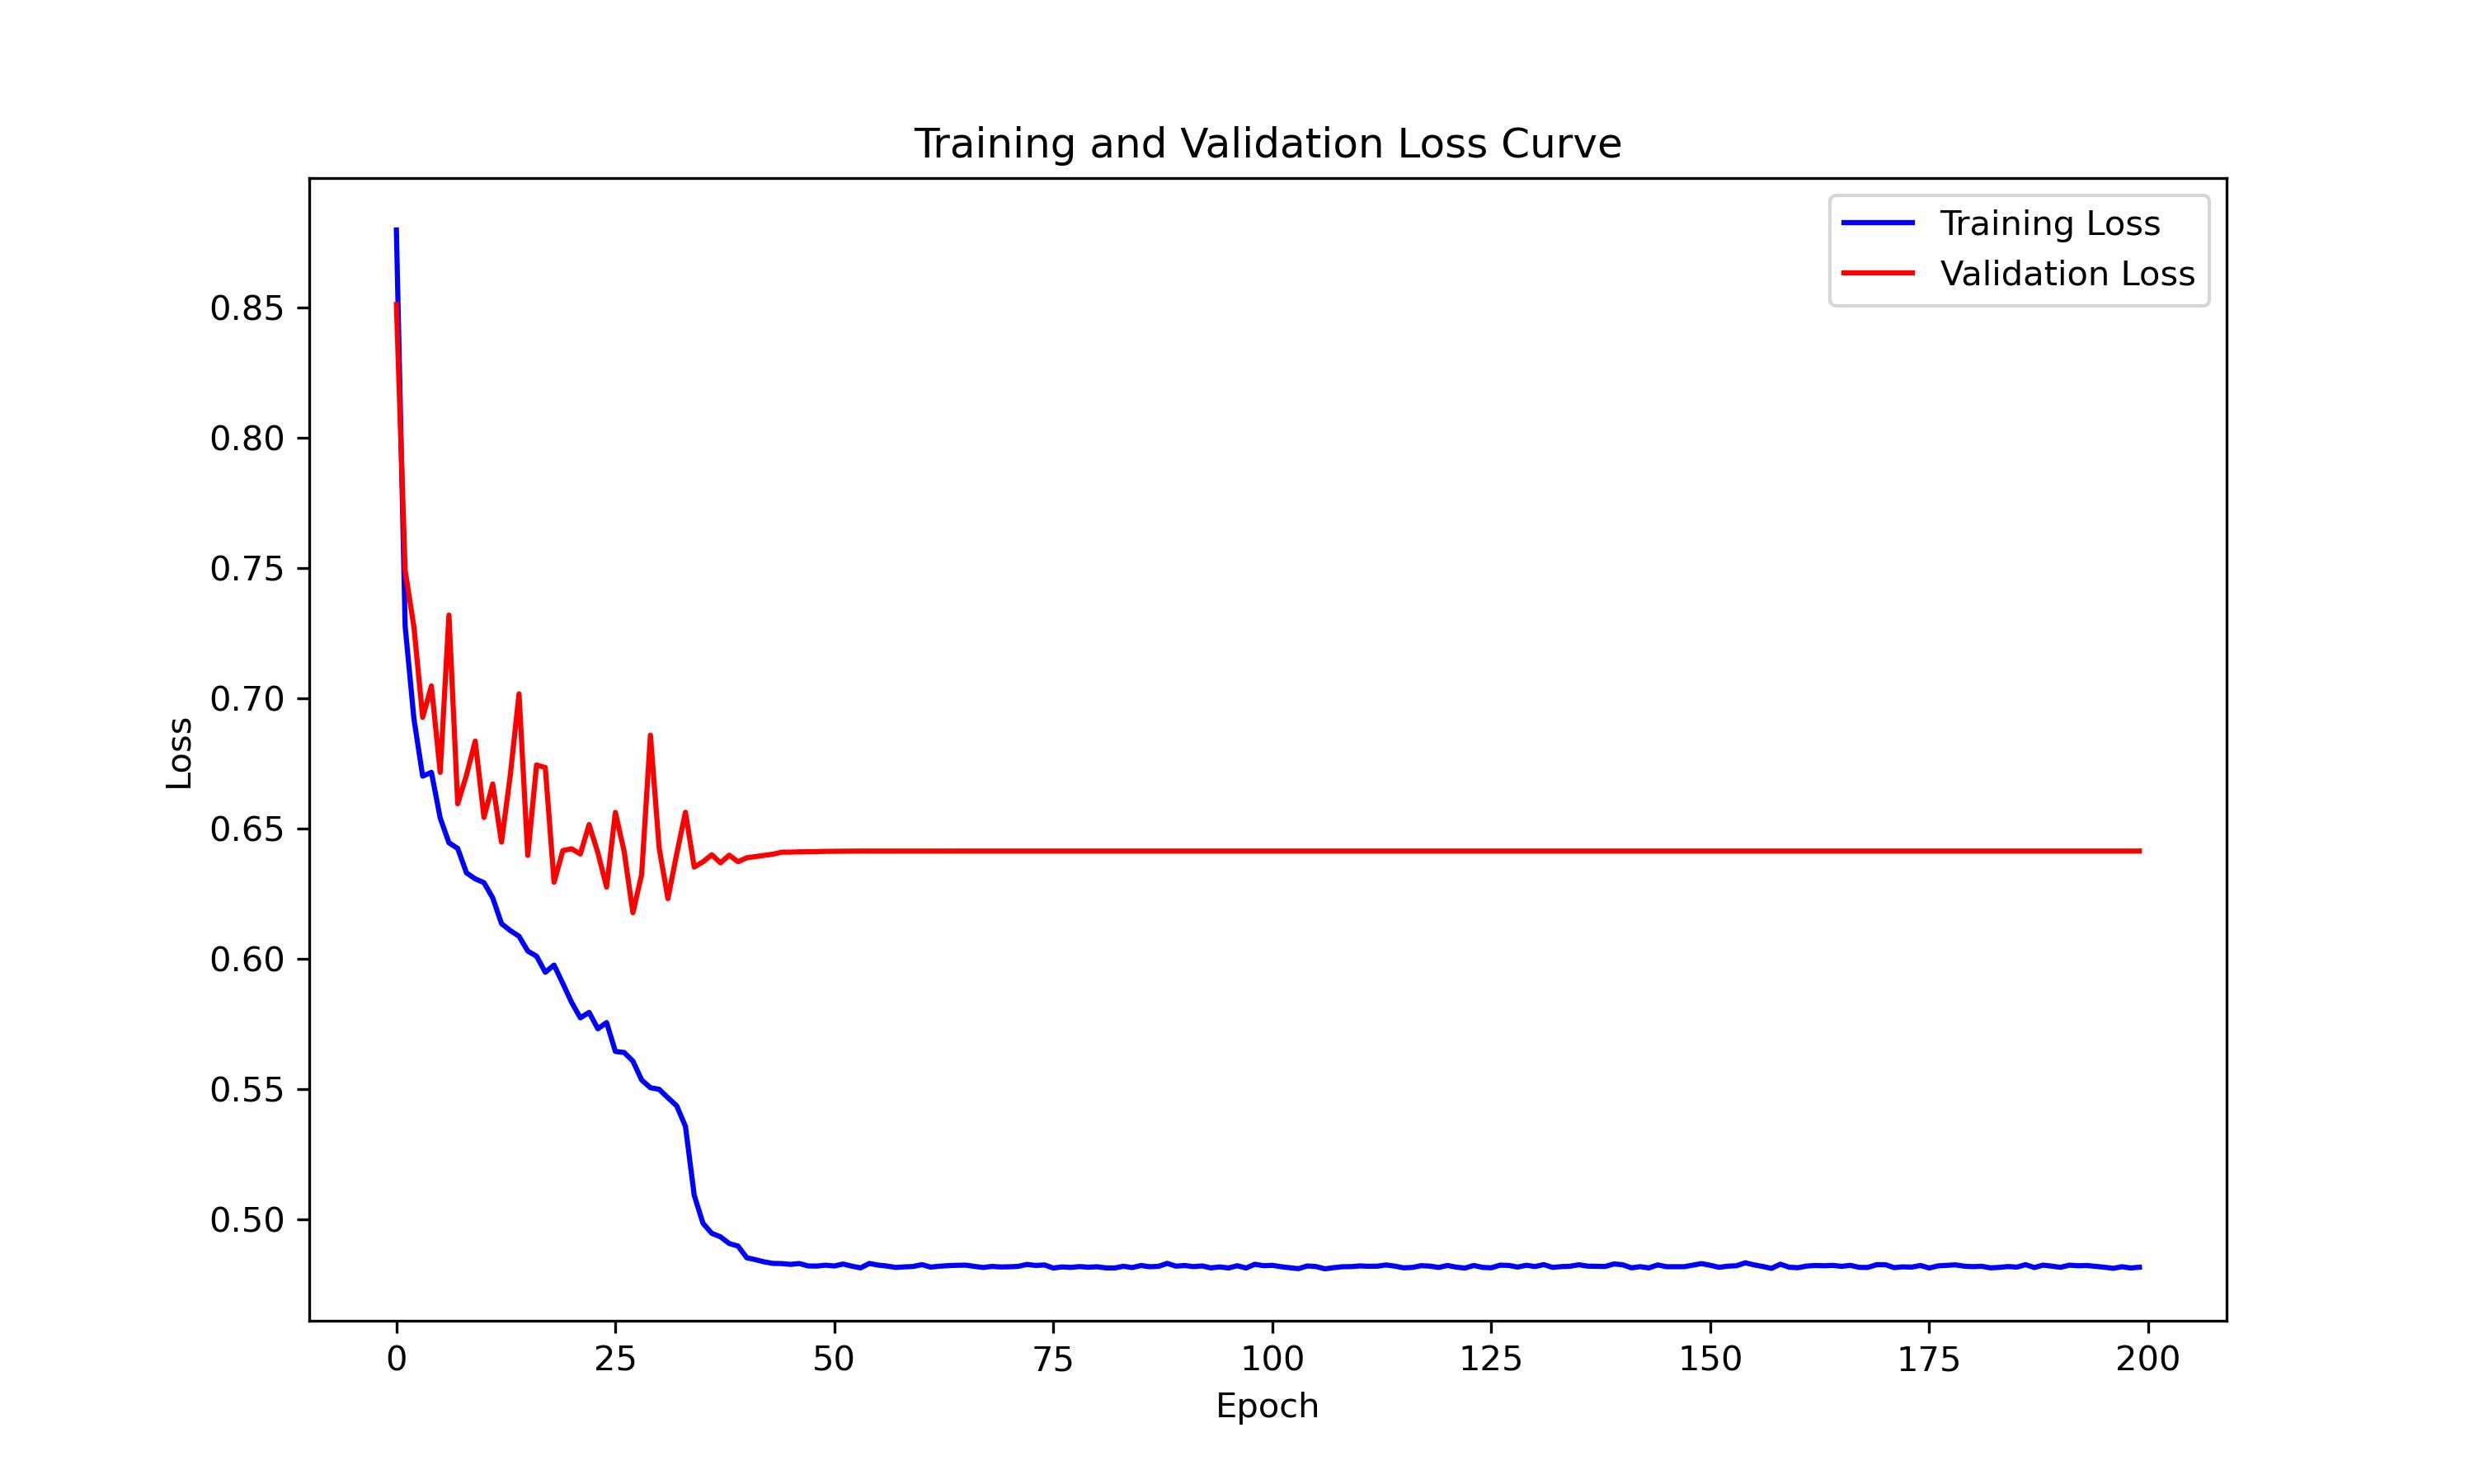 Training and Validation Loss Curve
Training Loss
Validation Loss
0.85
0.80
0.75
0.70
0.65
0.60
0.55
0.50
Loss
0 25 50 75 100 125 150 175 200
Epoch